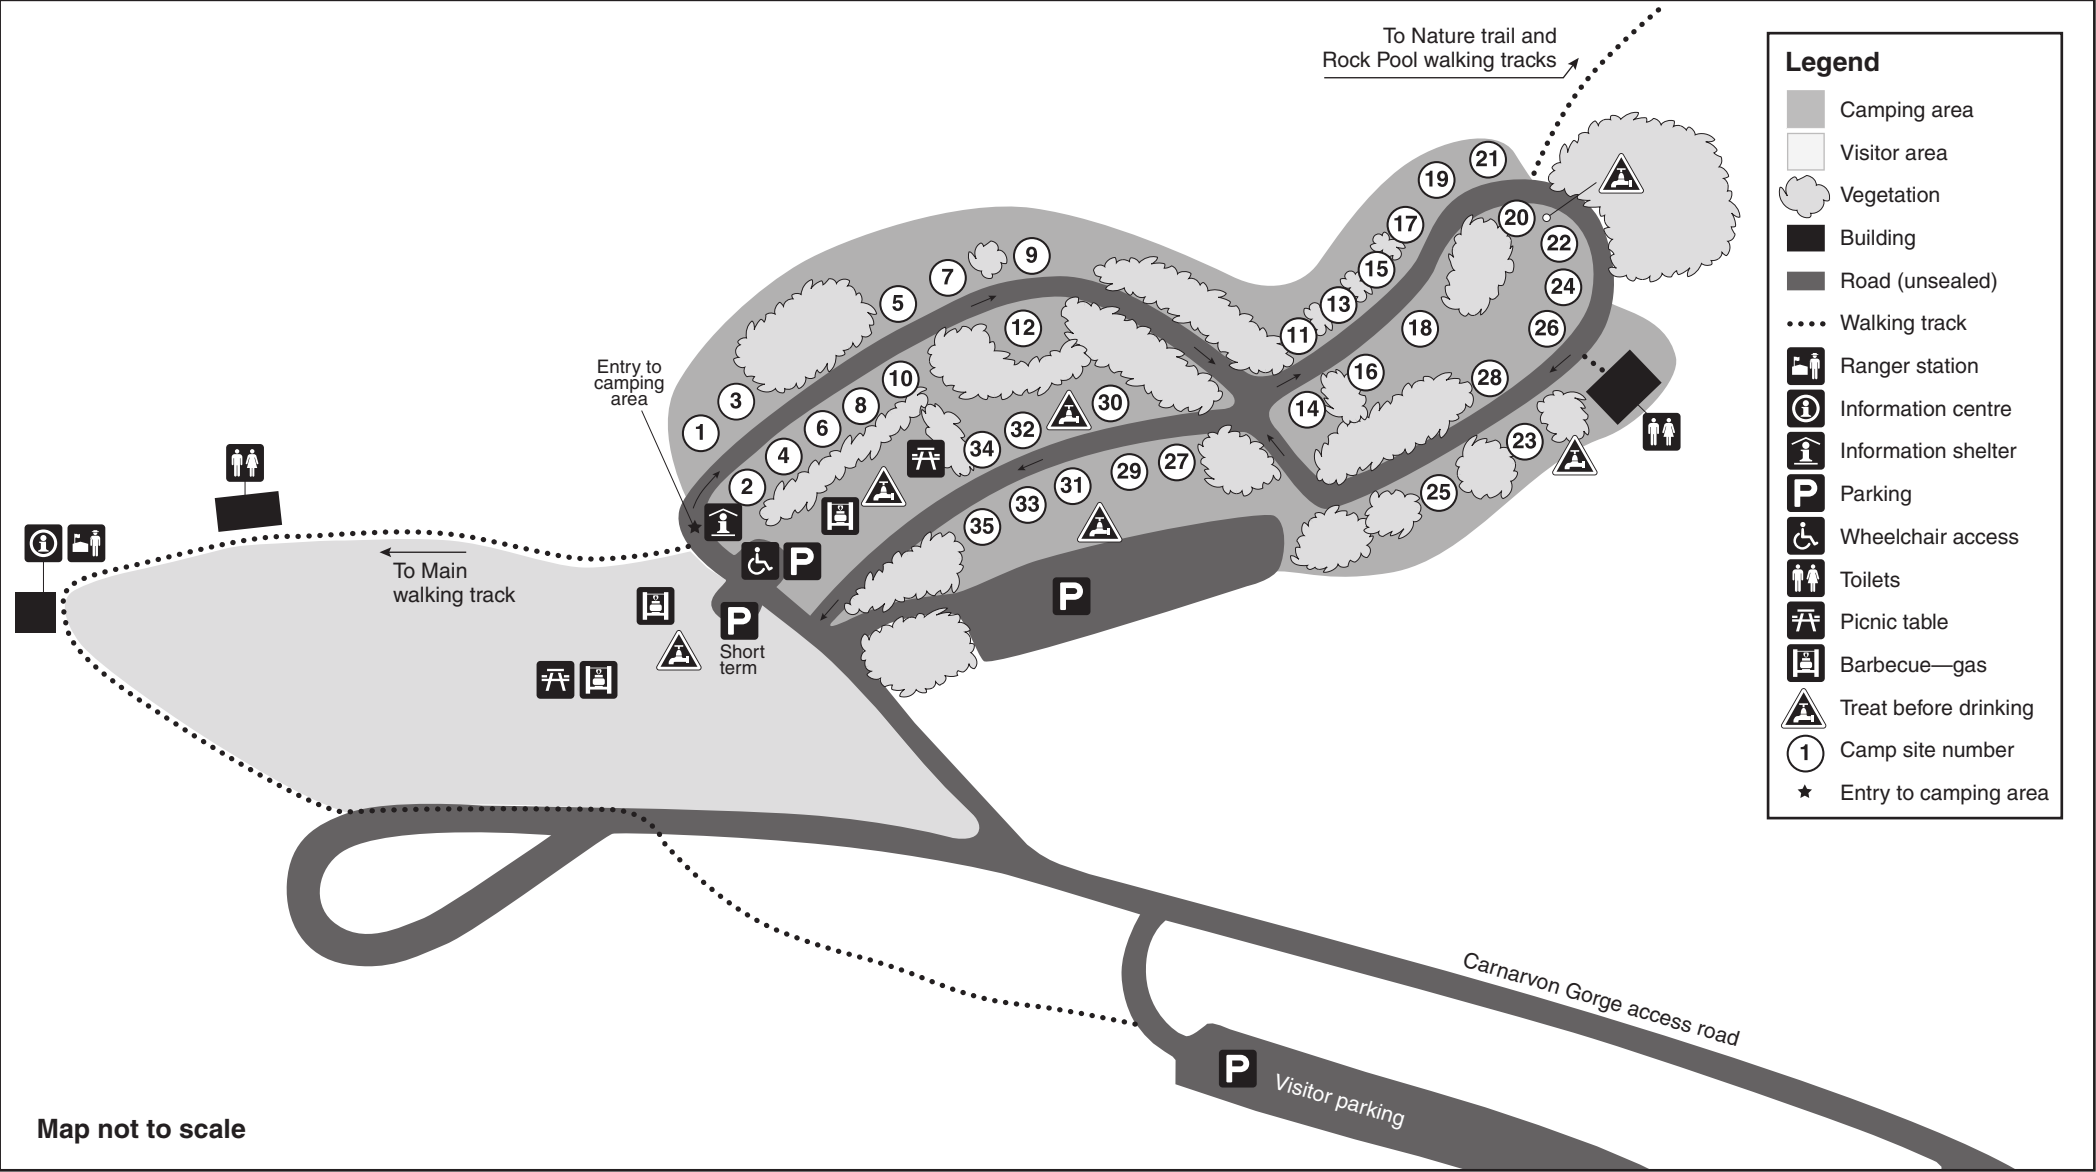 To Nature trail and
Rock Pool walking tracks
Legend
Camping area
Visitor area
Vegetation
Building
Road (unsealed)
Walking track
Ranger station
Information centre
Information shelter
P
Parking
Wheelchair access
Toilets
Picnic table
Barbecue—gas
Treat before drinking
1
Camp site number
Entry to camping area
21
19
17
20
22
15
24
13
26
11
18
9
7
5
12
16
28
10
14
30
3
8
1
6
32
23
4
34
27
29
2
31
25
33
35
Entry to
camping
area
P
P
Short
term
P
To Main
walking track
Carnarvon Gorge access road
P
Visitor parking
Map not to scale